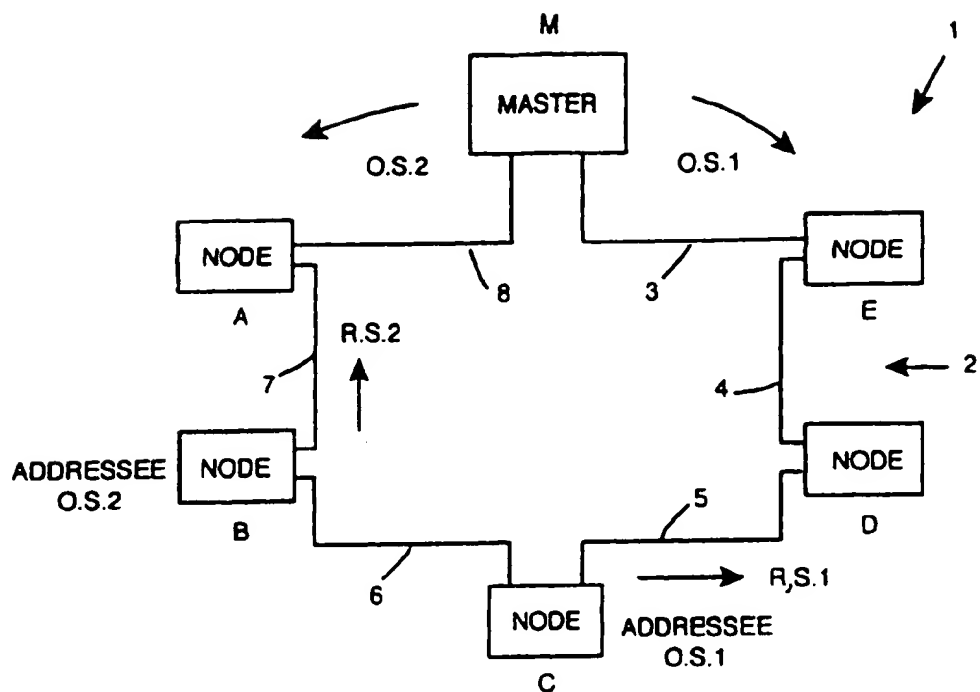 M
1
MASTER
O.S.2
O.S.1
NODE
8
3
NODE
A
E
R.S.2
7
4
2
ADDRESSEE
O.S.2
NODE
NODE
B
5
D
6
R,S.1
NODE
ADDRESSEE
O.S.1
C